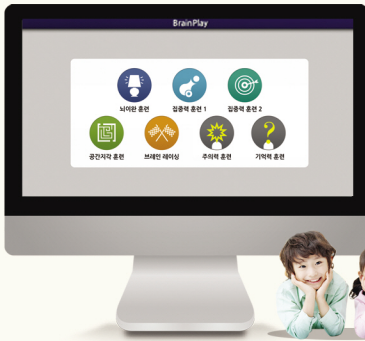 BrainPlay
뇌이완 훈련
집중력 훈련 1
집중력 훈련 2
공간지각 훈련
브레인 레이싱
주의력 훈련
기억력 훈련